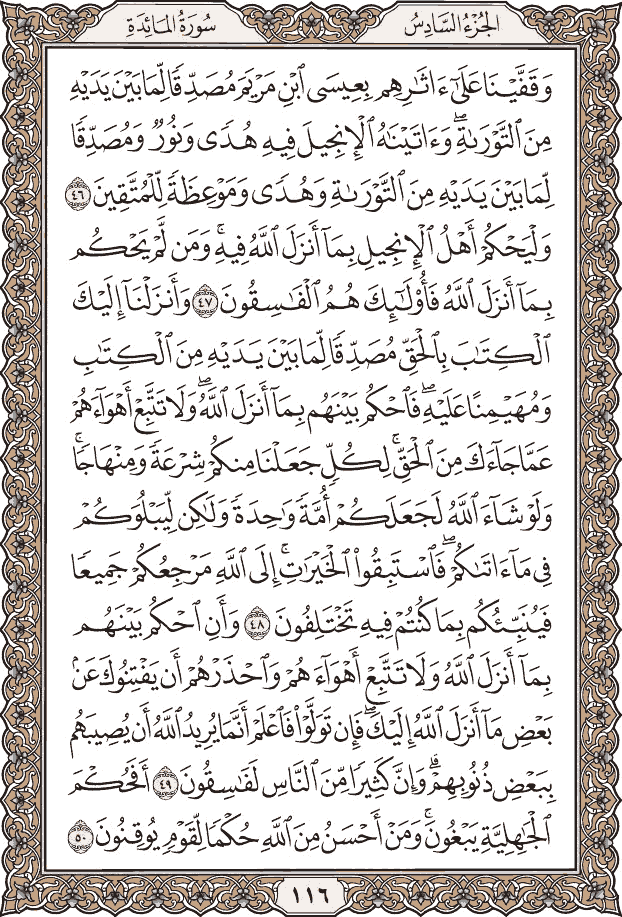 الجُزْءُ السَّادِسُ
سُورَةُ المَائِدَةِ
وَقَفَّيْنَا عَلَىٰٓ ءَاثَٰرِهِم بِعِيسَى ٱبْنِ مَرْيَمَ مُصَدِّقًا لِّمَا بَيْنَ يَدَيْهِ
مِنَ ٱلتَّوْرَىٰةِۖ وَءَاتَيْنَٰهُ ٱلْإِنجِيلَ فِيهِ هُدًى وَنُورٌ وَمُصَدِّقًا
لِّمَا بَيْنَ يَدَيْهِ مِنَ ٱلتَّوْرَىٰةِ وَهُدًى وَمَوْعِظَةً لِّلْمُتَّقِينَ ٤٦
وَلْيَحْكُمْ أَهْلُ ٱلْإِنجِيلِ بِمَآ أَنزَلَ ٱللَّهُ فِيهِۚ وَمَن لَّمْ يَحْكُم
بِمَآ أَنزَلَ ٱللَّهُ فَأُو۟لَٰٓئِكَ هُمُ ٱلْفَٰسِقُونَ ٤٧ وَأَنزَلْنَآ إِلَيْكَ
ٱلْكِتَٰبَ بِٱلْحَقِّ مُصَدِّقًا لِّمَا بَيْنَ يَدَيْهِ مِنَ ٱلْكِتَٰبِ
وَمُهَيْمِنًا عَلَيْهِۖ فَٱحْكُم بَيْنَهُم بِمَآ أَنزَلَ ٱللَّهُۖ وَلَا تَتَّبِعْ أَهْوَآءَهُمْ
عَمَّا جَآءَكَ مِنَ ٱلْحَقِّۚ لِكُلٍّ جَعَلْنَا مِنكُمْ شِرْعَةً وَمِنْهَاجًاۚ
وَلَوْ شَآءَ ٱللَّهُ لَجَعَلَكُمْ أُمَّةً وَٰحِدَةً وَلَٰكِن لِّيَبْلُوَكُمْ
فِى مَآ ءَاتَىٰكُمْۖ فَٱسْتَبِقُوا۟ ٱلْخَيْرَٰتِۚ إِلَى ٱللَّهِ مَرْجِعُكُمْ جَمِيعًا
فَيُنَبِّئُكُم بِمَا كُنتُمْ فِيهِ تَخْتَلِفُونَ ٤٨ وَأَنِ ٱحْكُم بَيْنَهُم
بِمَآ أَنزَلَ ٱللَّهُ وَلَا تَتَّبِعْ أَهْوَآءَهُمْ وَٱحْذَرْهُمْ أَن يَفْتِنُوكَ عَنۢ
بَعْضِ مَآ أَنزَلَ ٱللَّهُ إِلَيْكَۖ فَإِن تَوَلَّوْا۟ فَٱعْلَمْ أَنَّمَا يُرِيدُ ٱللَّهُ أَن يُصِيبَهُم
بِبَعْضِ ذُنُوبِهِمْۗ وَإِنَّ كَثِيرًا مِّنَ ٱلنَّاسِ لَفَٰسِقُونَ ٤٩ أَفَحُكْمَ
ٱلْجَٰهِلِيَّةِ يَبْغُونَۚ وَمَنْ أَحْسَنُ مِنَ ٱللَّهِ حُكْمًا لِّقَوْمٍ يُوقِنُونَ ٥٠
١١٦